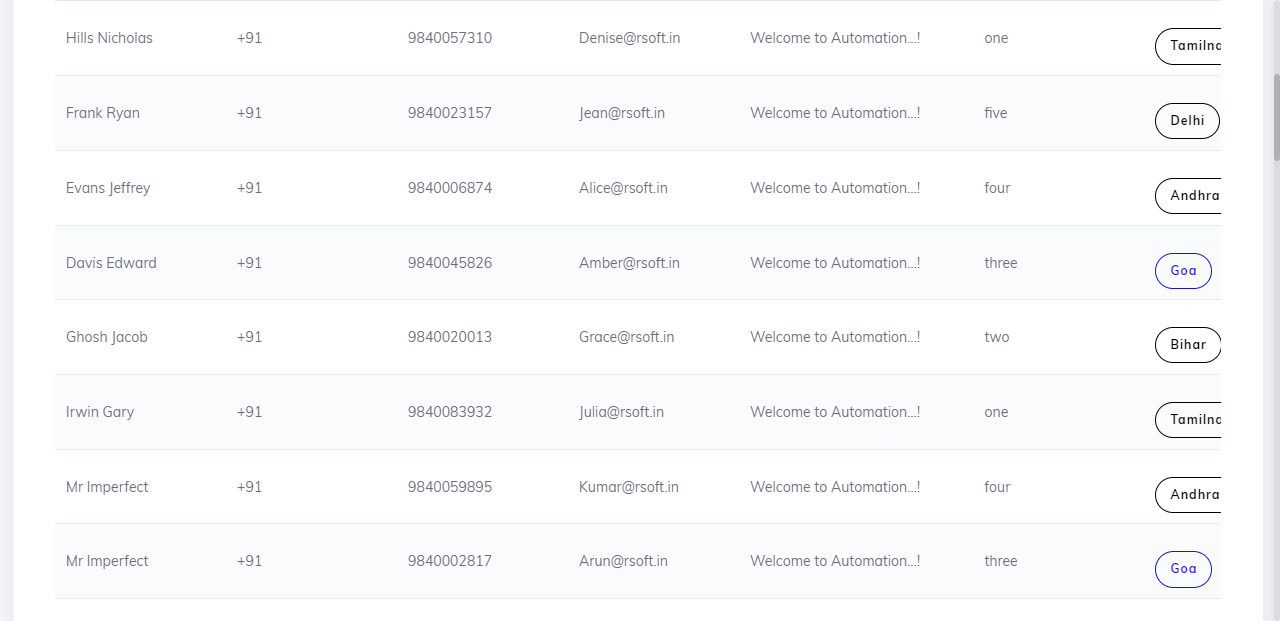 Hills Nicholas +91 9840057310 Denise@rsoft.in Welcome to Automation...! one Tamilna
Frank Ryan +91 9840023157 Jean@rsoft.in Welcome to Automation...! five Delhi
Evans Jeffrey +91 9840006874 Alice@rsoft.in Welcome to Automation...! four Andhra
Davis Edward +91 9840045826 Amber@rsoft.in Welcome to Automation...! three Goa
Ghosh Jacob +91 9840020013 Grace@rsoft.in Welcome to Automation...! two Bihar
Irwin Gary +91 9840083932 Julia@rsoft.in Welcome to Automation...! one Tamilna
Mr Imperfect +91 9840059895 Kumar@rsoft.in Welcome to Automation...! four Andhra
Mr Imperfect +91 9840002817 Arun@rsoft.in Welcome to Automation...! three Goa